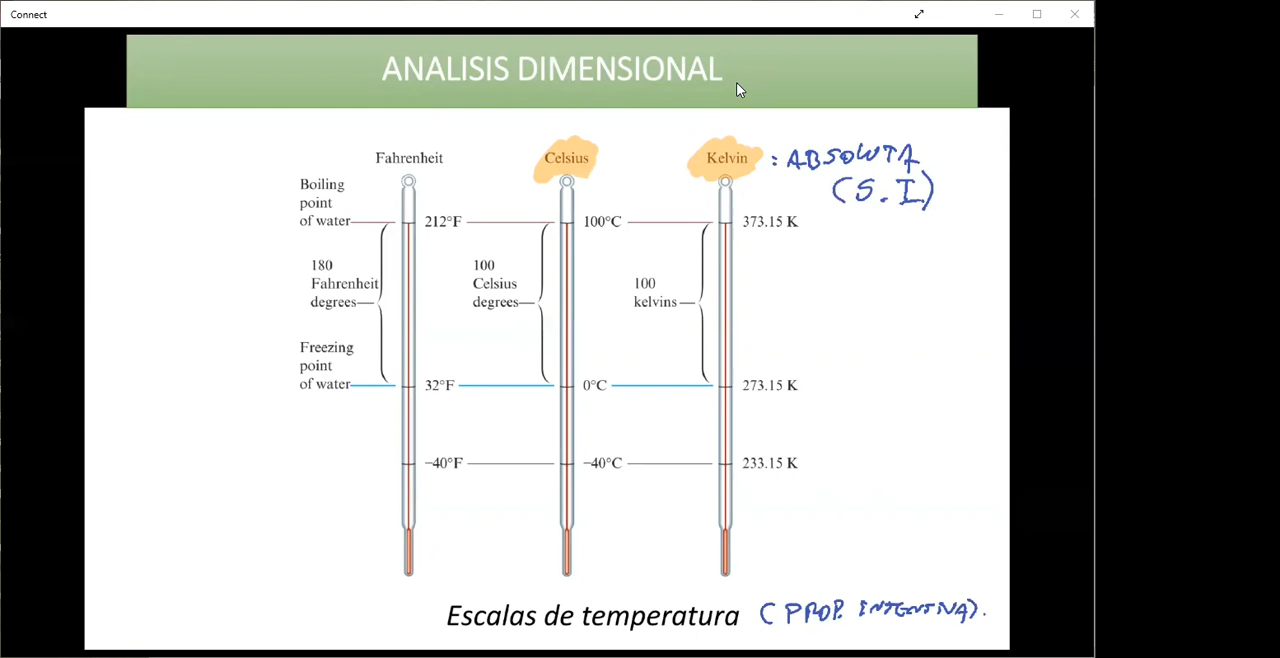 Connect
ANALISIS DIMENSIONAL
Fahrenheit
Celsius
Kelvin : ABSOLUTA
(S.I)
Boiling
point
of water
212°F
100°C
373.15 K
180
Fahrenheit
degrees
100
Celsius
degrees
100
kelvins
Freezing
point
of water
32°F
0°C
273.15 K
−40°F
−40°C
233.15 K
Escalas de temperatura (PROP. INTENSIVA).